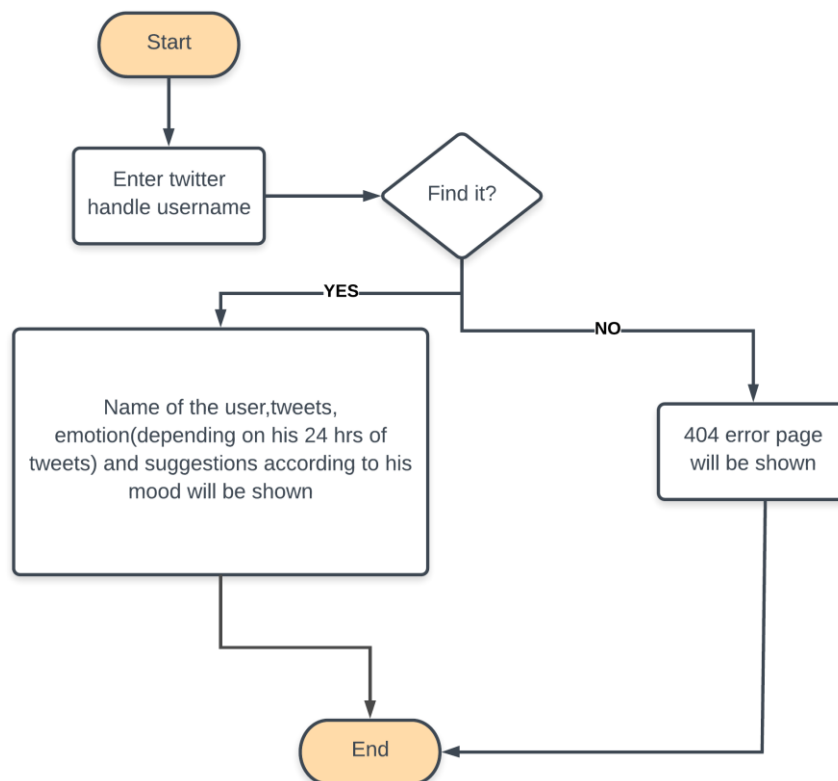 Start
Enter twitter
handle username
Find it?
YES
NO
Name of the user,tweets,
emotion(depending on his 24 hrs of
tweets) and suggestions according to his
mood will be shown
404 error page
will be shown
End